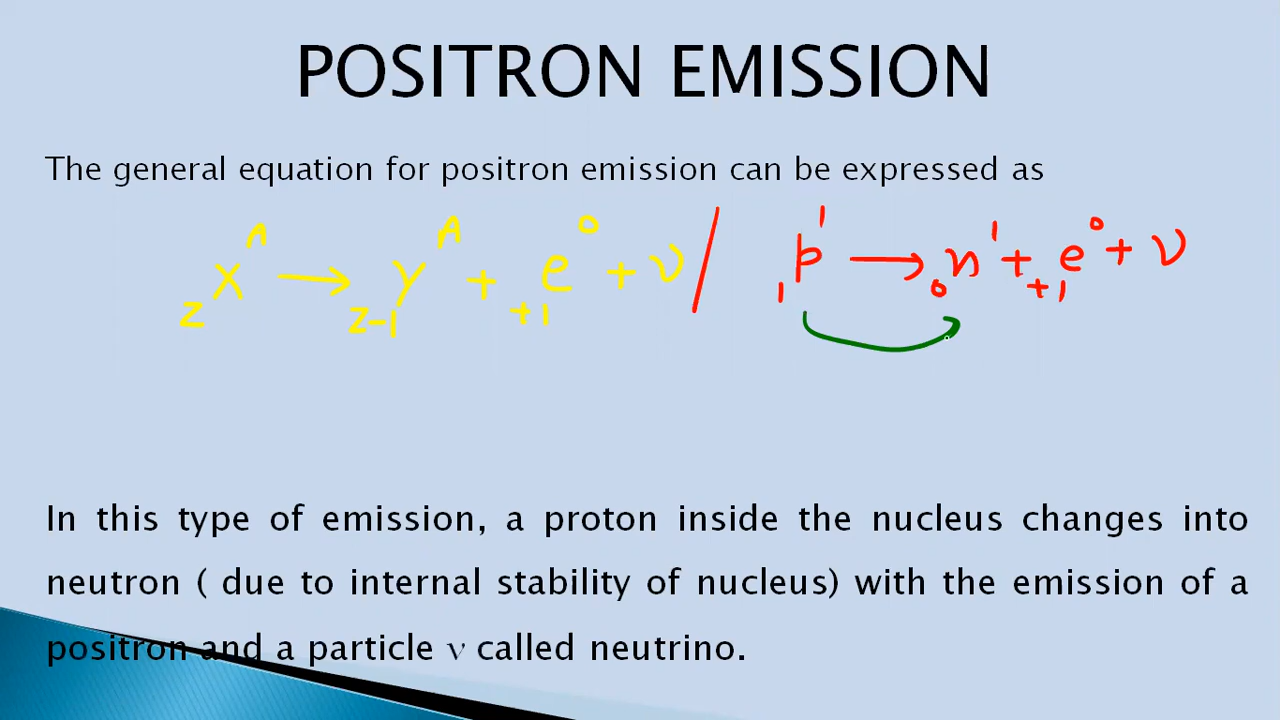 POSITRON EMISSION
The general equation for positron emission can be expressed as
zX^A → z-1Y^A + +1e^0 + ν / 1p^1 → 0n^1 + +1e^0 + ν
In this type of emission, a proton inside the nucleus changes into
neutron ( due to internal stability of nucleus) with the emission of a
positron and a particle ν called neutrino.